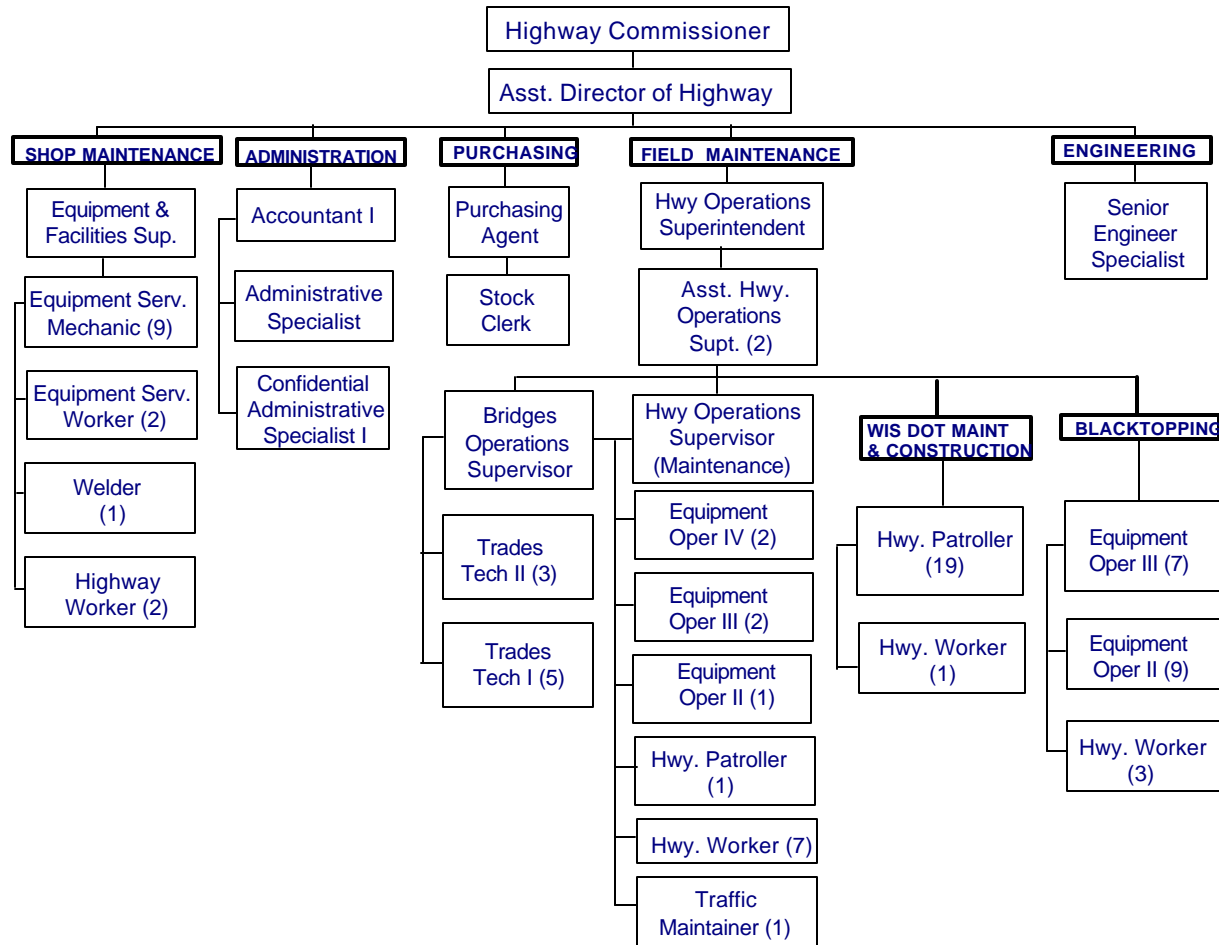 Highway Commissioner
Asst. Director of Highway
SHOP MAINTENANCE
ADMINISTRATION
PURCHASING
FIELD MAINTENANCE
ENGINEERING
Equipment &
Facilities Sup.
Accountant I
Purchasing
Agent
Hwy Operations
Superintendent
Senior
Engineer
Specialist
Equipment Serv.
Mechanic (9)
Administrative
Specialist
Stock
Clerk
Asst. Hwy.
Operations
Supt. (2)
Equipment Serv.
Worker (2)
Confidential
Administrative
Specialist I
Bridges
Operations
Supervisor
Hwy Operations
Supervisor
(Maintenance)
WIS DOT MAINT
& CONSTRUCTION
BLACKTOPPING
Welder
(1)
Highway
Worker (2)
Trades
Tech II (3)
Trades
Tech I (5)
Equipment
Oper IV (2)
Equipment
Oper III (2)
Equipment
Oper II (1)
Hwy. Patroller
(1)
Hwy. Worker (7)
Traffic
Maintainer (1)
Hwy. Patroller
(19)
Hwy. Worker
(1)
Equipment
Oper III (7)
Equipment
Oper II (9)
Hwy. Worker
(3)